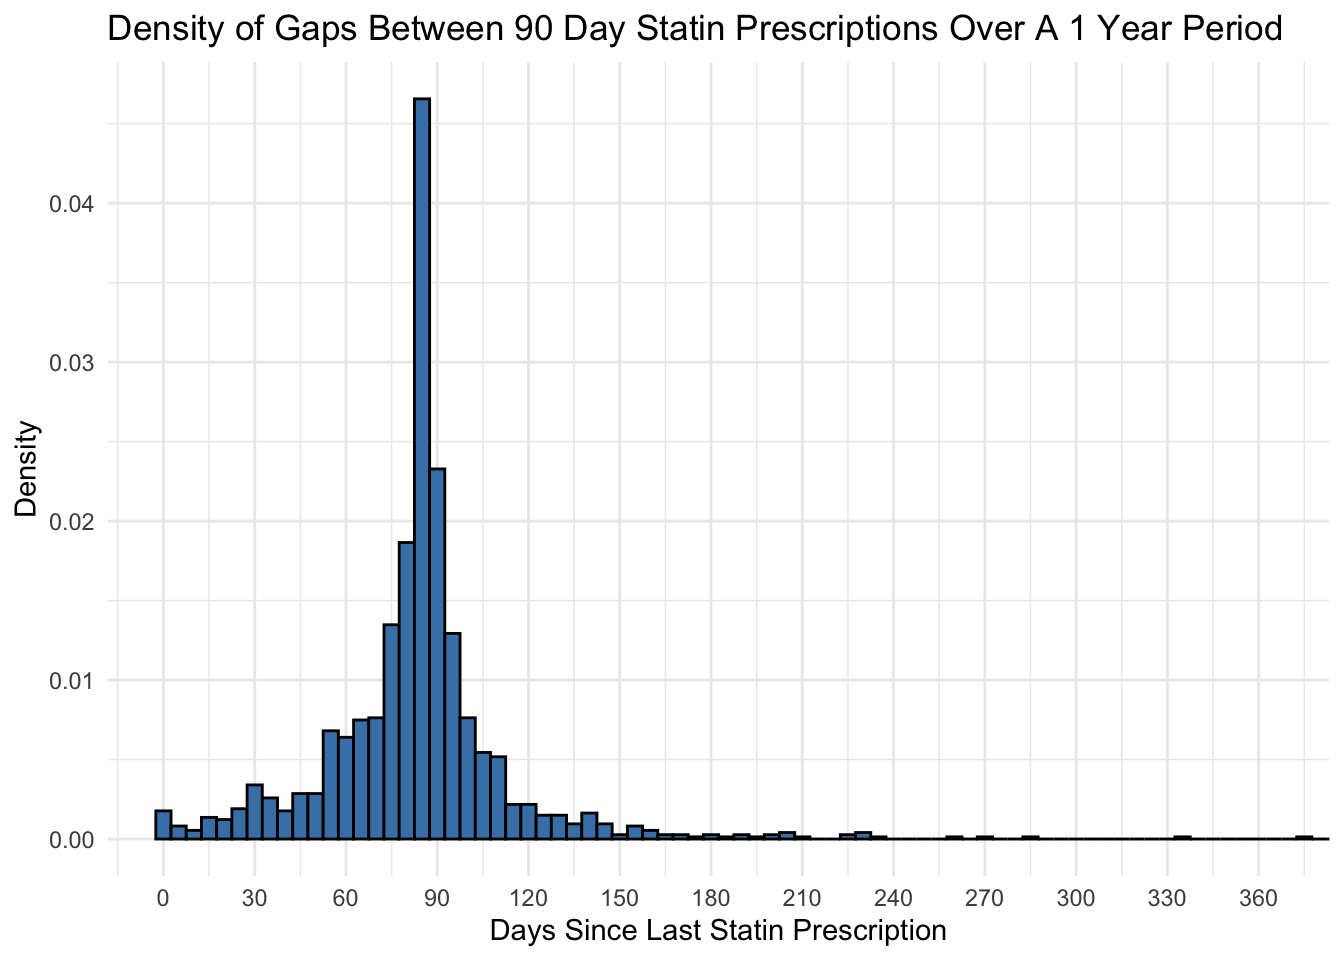 Density of Gaps Between 90 Day Statin Prescriptions Over A 1 Year Period
Density
0.04
0.03
0.02
0.01
0.00
0 30 60 90 120 150 180 210 240 270 300 330 360
Days Since Last Statin Prescription